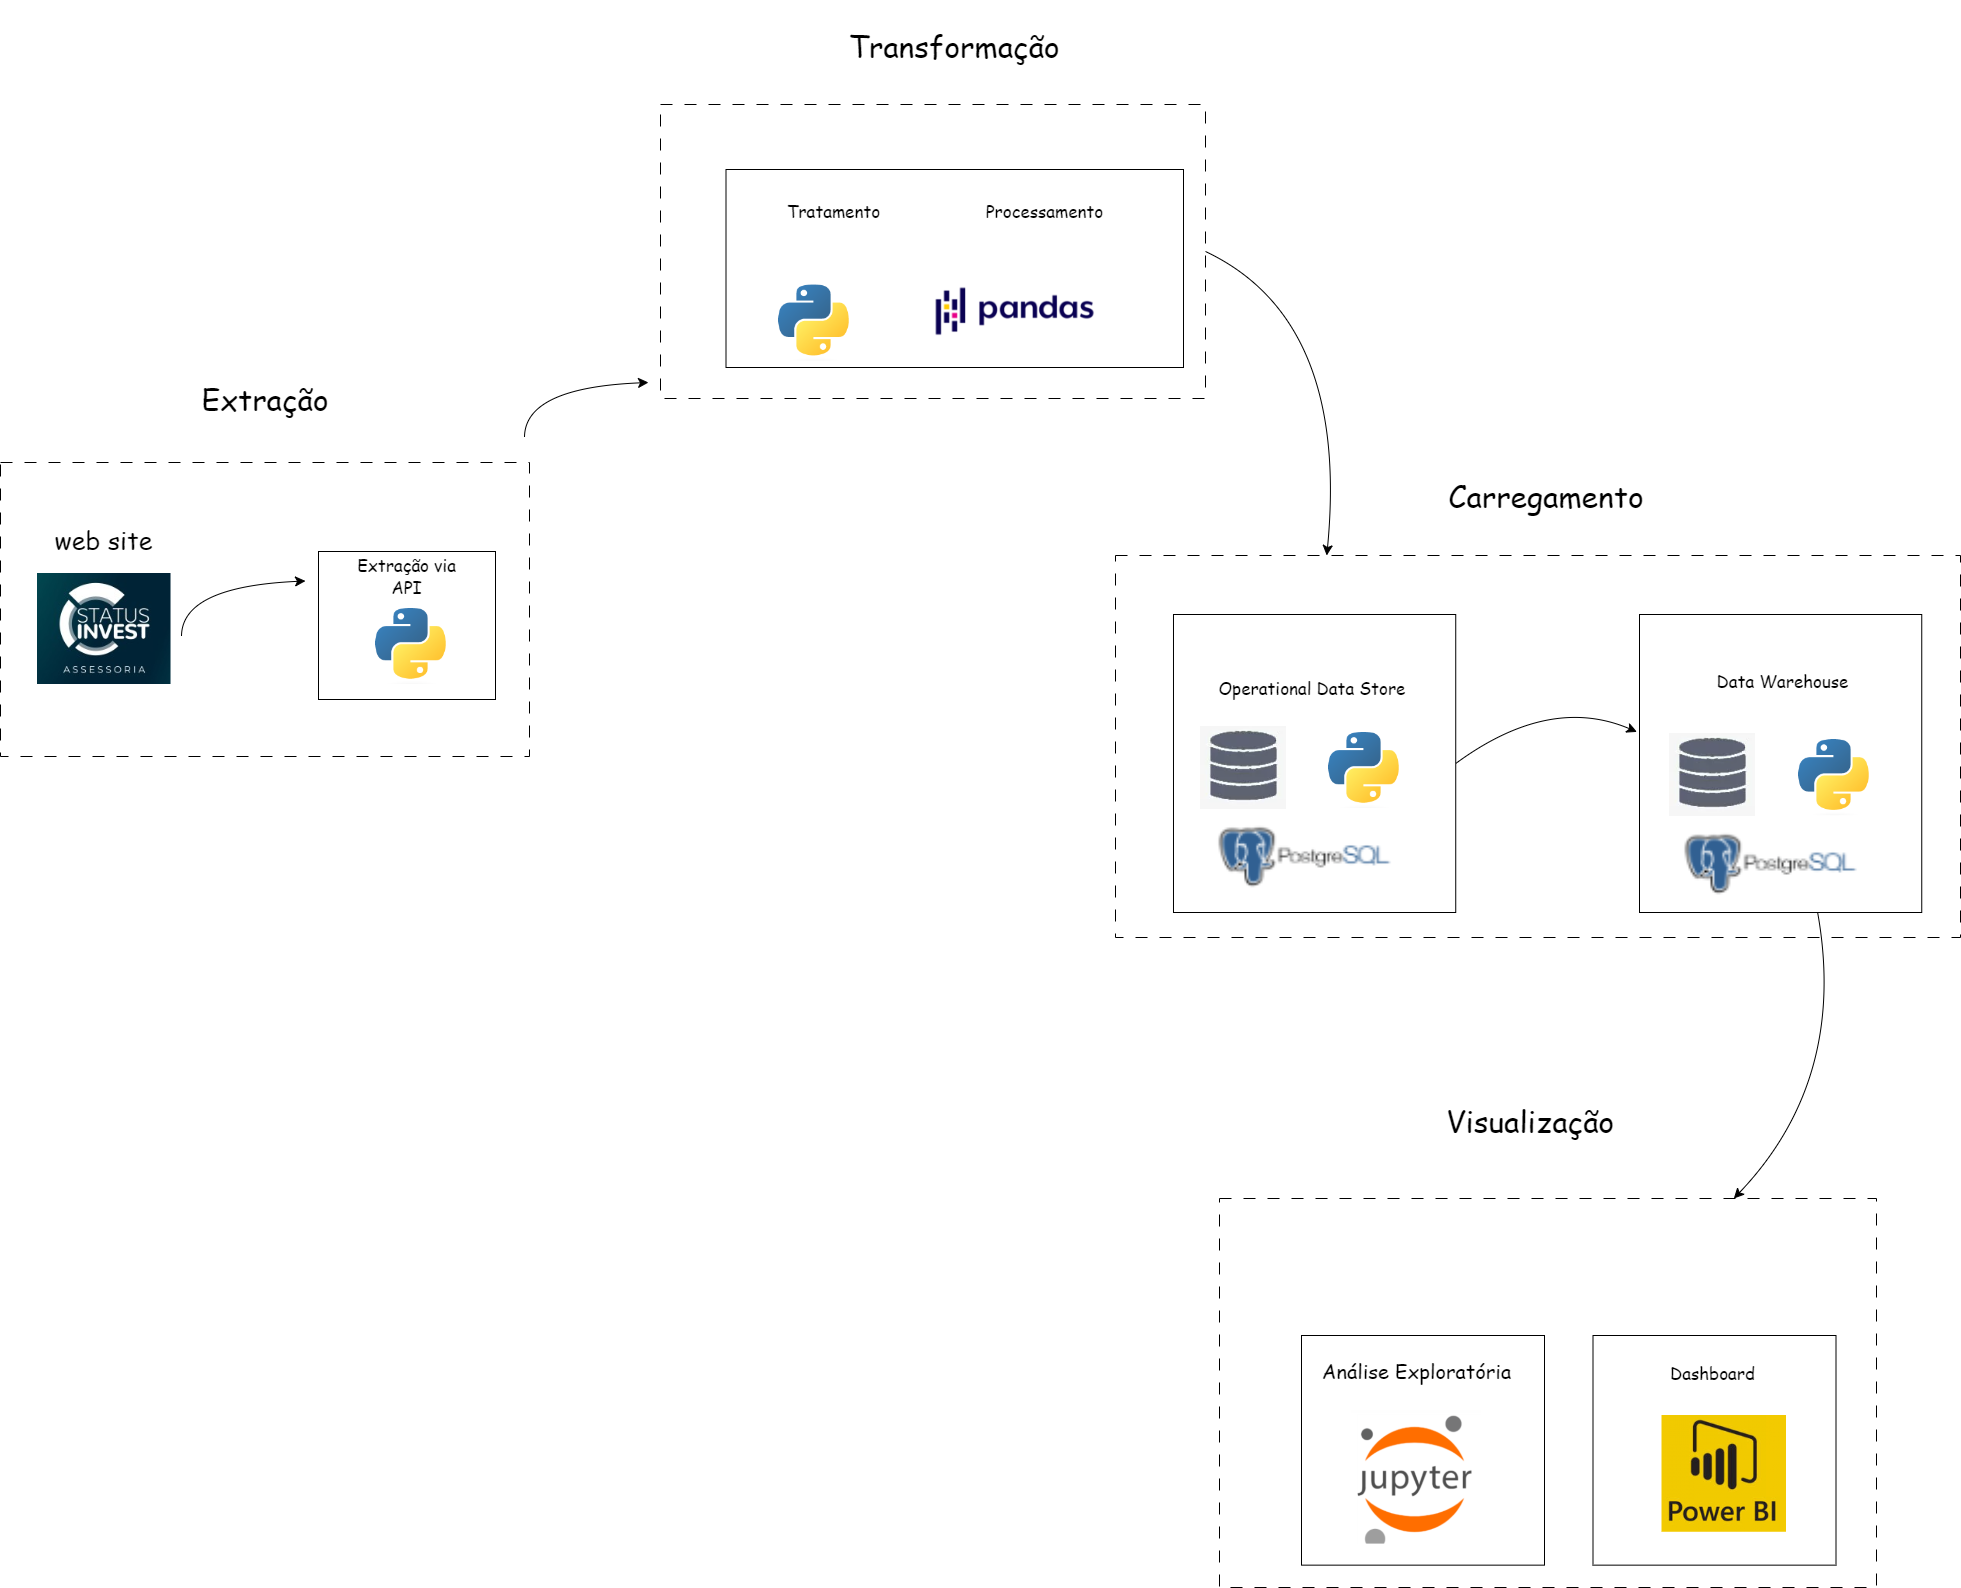 Transformação
Tratamento
Processamento
pandas
Extração
web site
STATUS
INVEST
ASSESSORIA
Extração via
API
Carregamento
Operational Data Store
PostgreSQL
Data Warehouse
PostgreSQL
Visualização
Análise Exploratória
jupyter
Dashboard
Power BI